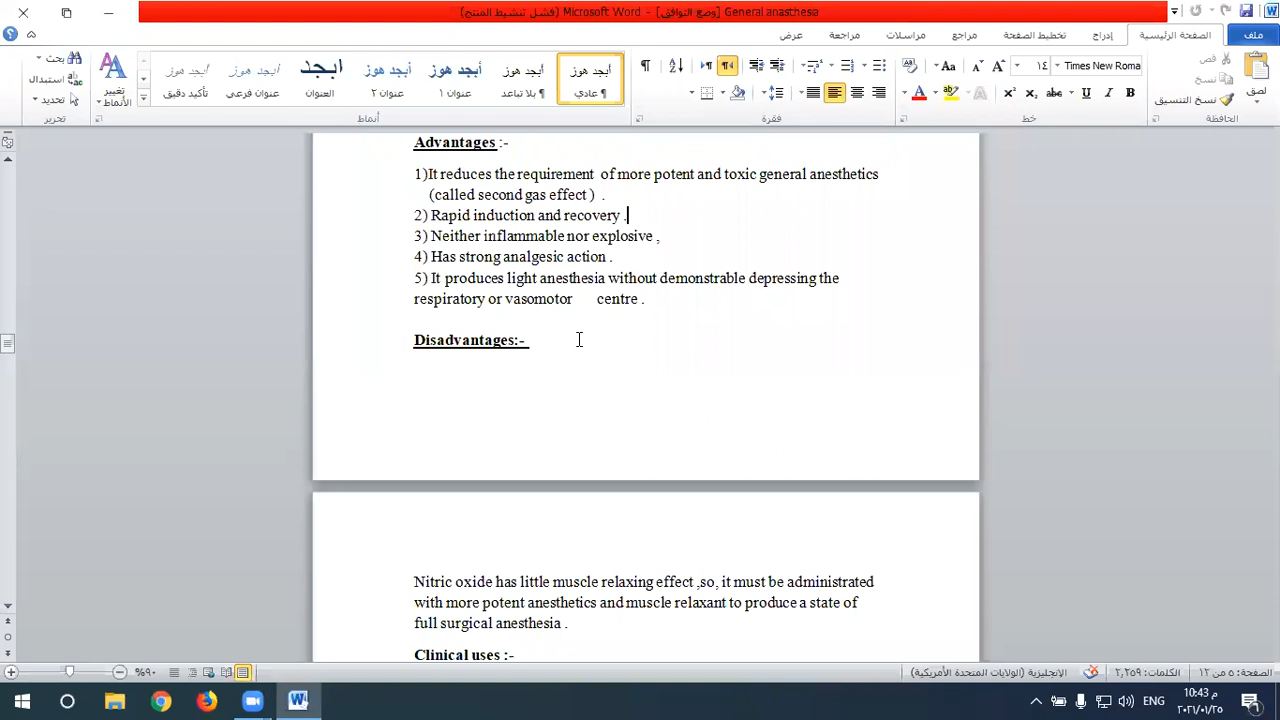 General anasthesia [وضع التوافق] - Microsoft Word (فشل تنشيط المنتج)
ملف
الصفحة الرئيسية
إدراج
تخطيط الصفحة
مراجع
مراسلات
مراجعة
عرض
لصق
قص
نسخ
نسخ التنسيق
الحافظة
Times New Roma
١٤
خط
فقرة
أبجد هوز
¶ عادي
أبجد هوز
¶ بلا تباعد
أبجد هوز
عنوان ١
أبجد هوز
عنوان ٢
ابجد
العنوان
أبجد هوز
عنوان فرعي
أبجد هوز
تأكيد دقيق
أنماط
تغيير الأنماط
بحث
استبدال
تحديد
تحرير
Advantages :-
1)It reduces the requirement of more potent and toxic general anesthetics
(called second gas effect ) .
2) Rapid induction and recovery .
3) Neither inflammable nor explosive ,
4) Has strong analgesic action .
5) It produces light anesthesia without demonstrable depressing the
respiratory or vasomotor centre .
Disadvantages:-
Nitric oxide has little muscle relaxing effect ,so, it must be administrated
with more potent anesthetics and muscle relaxant to produce a state of
full surgical anesthesia .
Clinical uses :-
الصفحة: ٥ من ١٢
الكلمات: ٢,٢٥٩
الإنجليزية (الولايات المتحدة الأمريكية)
٩٠%
ENG
10:43 م
٢٠٢١/٠١/٢٥